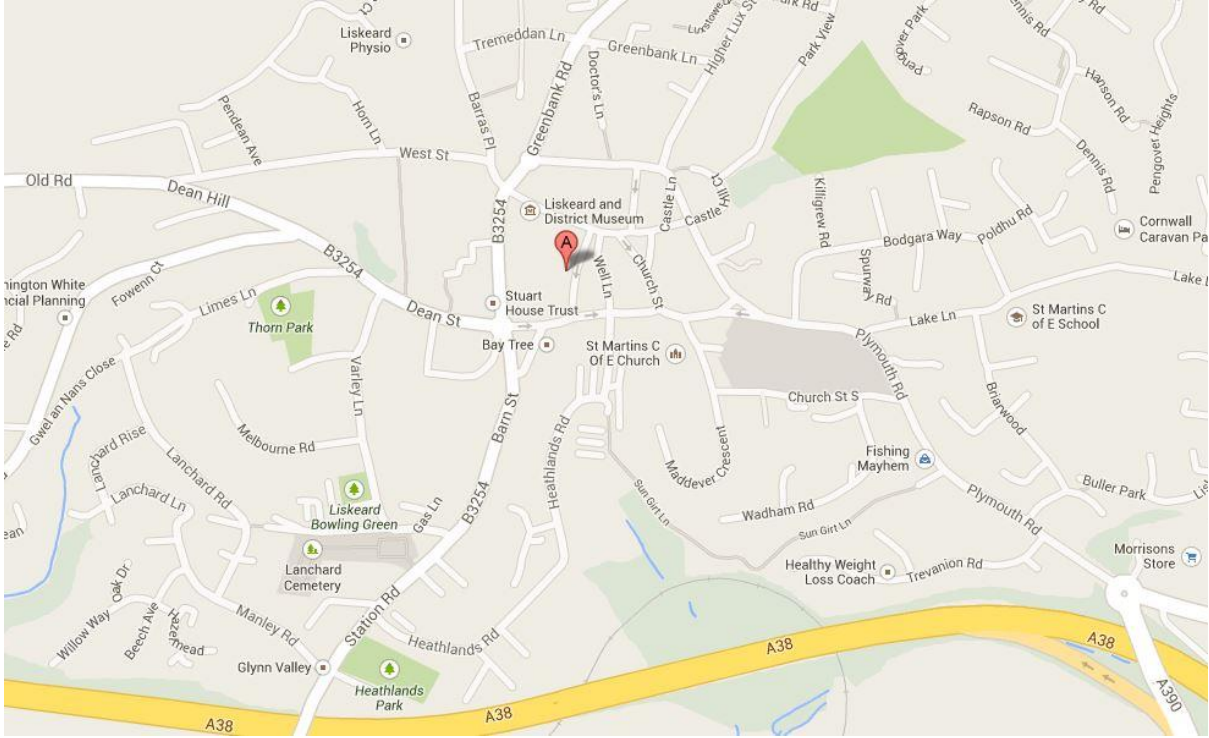 Liskeard
Physio
Tremeddan Ln
Greenbank Ln
Greenbank Rd
Barras Pl
Doctor's Ln
Higher Lux St
Park View
Pengover Park
Dennis Rd
Hanson Rd
Rapson Rd
Dennis Rd
Pengover Heights
Pendean Ave
Horn Ln
West St
Old Rd
Dean Hill
B3254
B3254
Liskeard and
District Museum
Castle Ln
Castle Hill Ct
Killigrew Rd
Bodgara Way
Poldhu Rd
Cornwall
Caravan Pa
A
Well Ln
Church St
Spurway Rd
Fowenn Ct
Limes Ln
Thorn Park
Dean St
Stuart
House Trust
Bay Tree
St Martins C
Of E Church
Lake Ln
St Martins C
of E School
Plymouth Rd
Gwel an Nans Close
Varley Ln
Melbourne Rd
Barn St
Heathlands Rd
Church St S
Briarwood
Maddever Crescent
Fishing
Mayhem
Lanchard Rise
Lanchard Rd
Lanchard Ln
Liskeard
Bowling Green
Gas Ln
B3254
Sun Girt Ln
Wadham Rd
Sun Girt Ln
Plymouth Rd
Buller Park
Morrisons
Store
Lanchard
Cemetery
Healthy Weight
Loss Coach
Trevanion Rd
Oak Dr
Willow Way
Beech Ave
Hazelmead
Manley Rd
Station Rd
Heathlands Rd
Glynn Valley
Heathlands
Park
A38
A38
A38
A38
A390